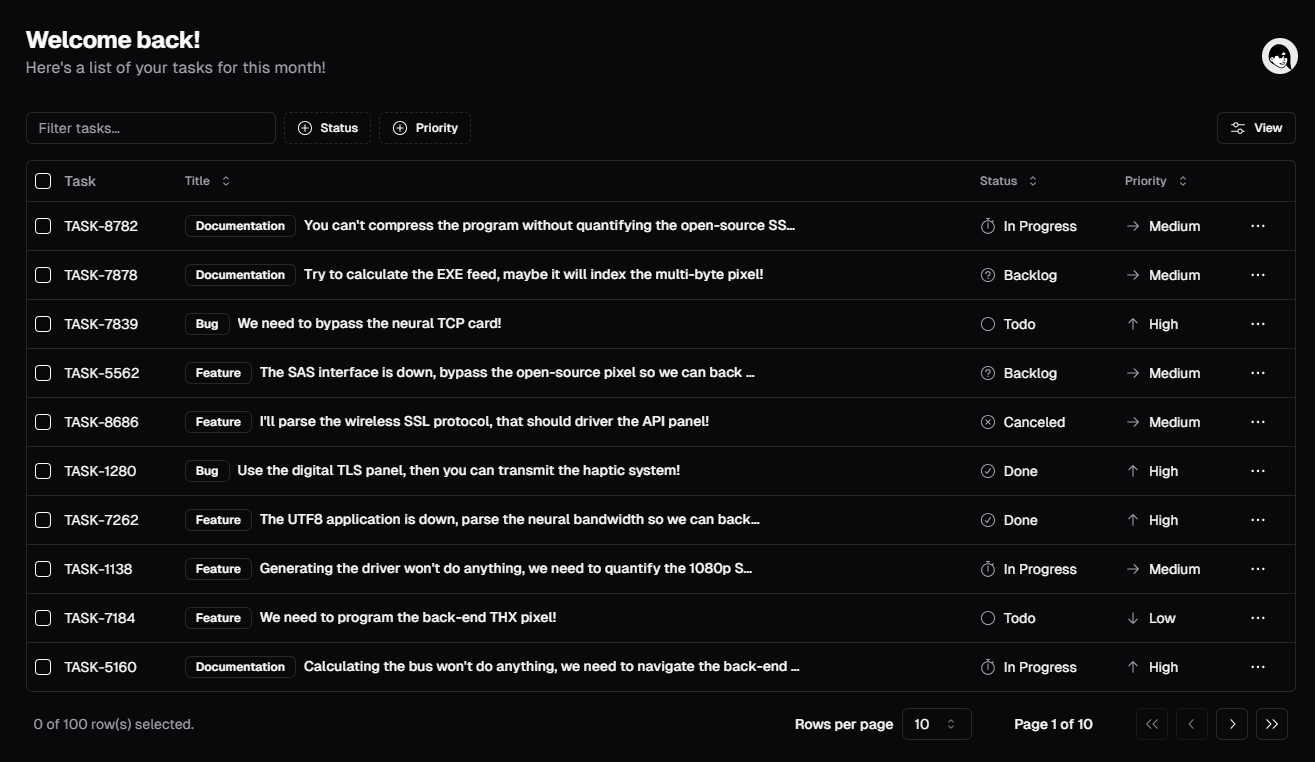 Welcome back!
Here's a list of your tasks for this month!
Filter tasks...
Status
Priority
View
Task Title Status Priority
TASK-8782 Documentation You can't compress the program without quantifying the open-source SS... In Progress Medium
TASK-7878 Documentation Try to calculate the EXE feed, maybe it will index the multi-byte pixel! Backlog Medium
TASK-7839 Bug We need to bypass the neural TCP card! Todo High
TASK-5562 Feature The SAS interface is down, bypass the open-source pixel so we can back ... Backlog Medium
TASK-8686 Feature I'll parse the wireless SSL protocol, that should driver the API panel! Canceled Medium
TASK-1280 Bug Use the digital TLS panel, then you can transmit the haptic system! Done High
TASK-7262 Feature The UTF8 application is down, parse the neural bandwidth so we can back... Done High
TASK-1138 Feature Generating the driver won't do anything, we need to quantify the 1080p S... In Progress Medium
TASK-7184 Feature We need to program the back-end THX pixel! Todo Low
TASK-5160 Documentation Calculating the bus won't do anything, we need to navigate the back-end ... In Progress High
0 of 100 row(s) selected. Rows per page 10 Page 1 of 10